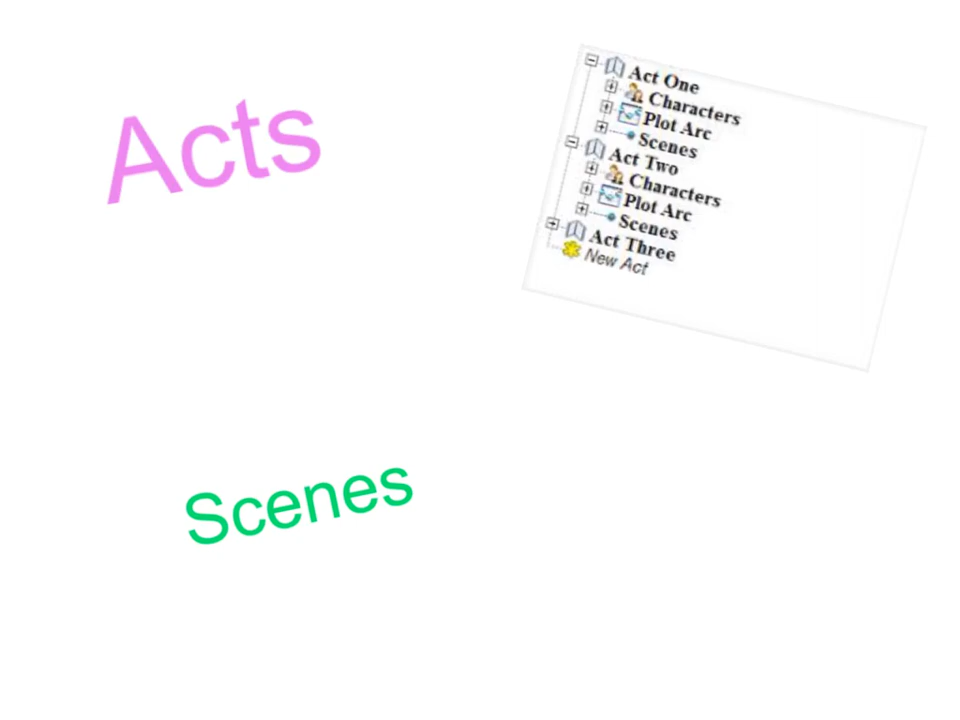 Acts
Act One
Characters
Plot Arc
Scenes
Act Two
Characters
Plot Arc
Scenes
Act Three
New Act
Scenes